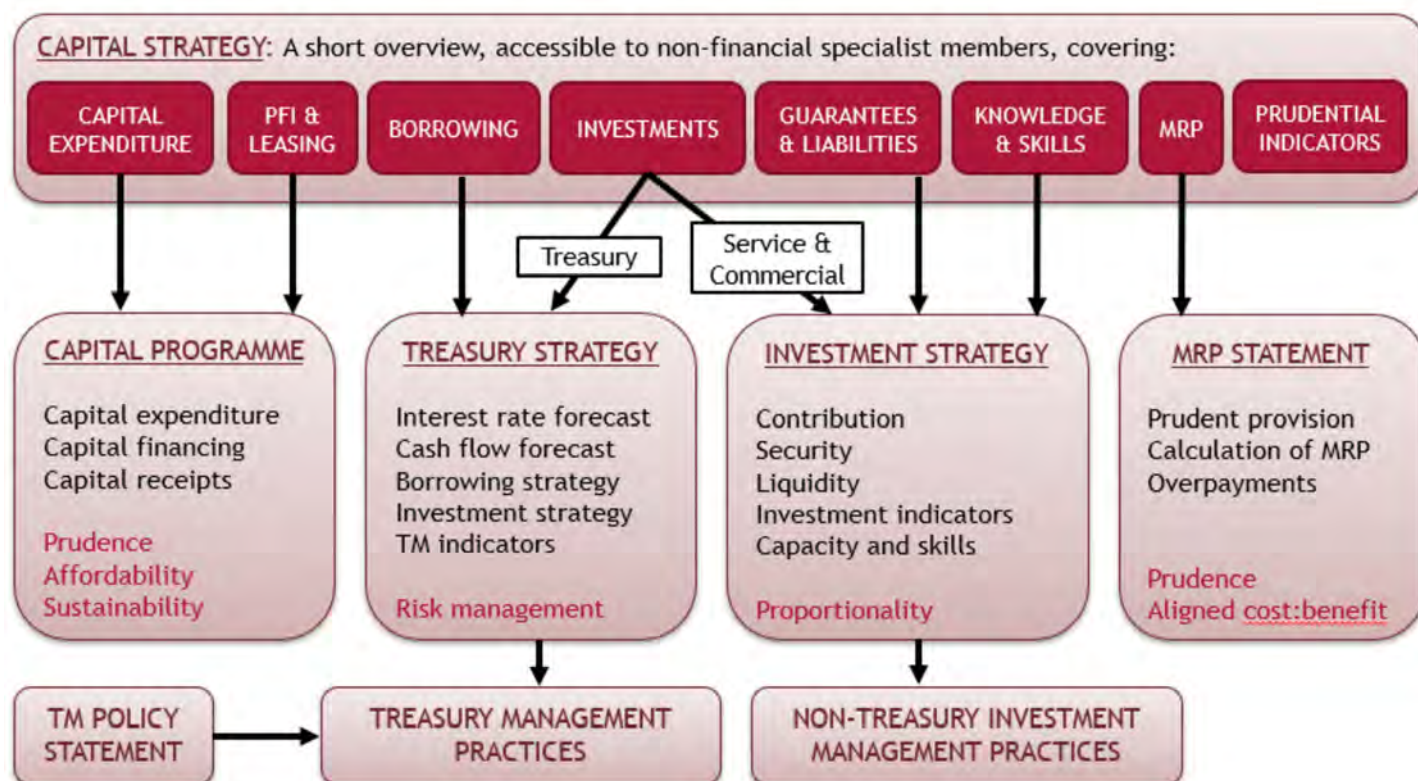 CAPITAL STRATEGY: A short overview, accessible to non-financial specialist members, covering:
CAPITAL
EXPENDITURE
PFI &
LEASING
BORROWING
INVESTMENTS
GUARANTEES
& LIABILITIES
KNOWLEDGE
& SKILLS
MRP
PRUDENTIAL
INDICATORS
Treasury
Service &
Commercial
CAPITAL PROGRAMME
Capital expenditure
Capital financing
Capital receipts
Prudence
Affordability
Sustainability
TREASURY STRATEGY
Interest rate forecast
Cash flow forecast
Borrowing strategy
Investment strategy
TM indicators
Risk management
INVESTMENT STRATEGY
Contribution
Security
Liquidity
Investment indicators
Capacity and skills
Proportionality
MRP STATEMENT
Prudent provision
Calculation of MRP
Overpayments
Prudence
Aligned cost:benefit
TM POLICY
STATEMENT
TREASURY MANAGEMENT
PRACTICES
NON-TREASURY INVESTMENT
MANAGEMENT PRACTICES